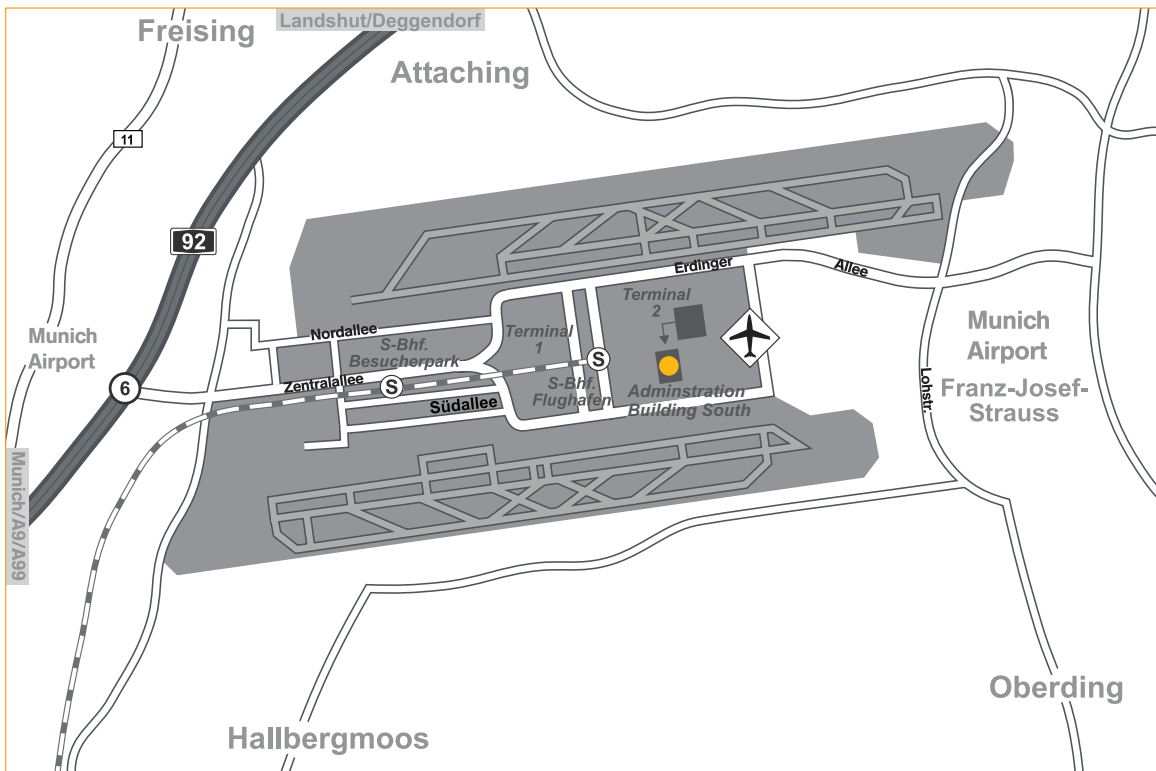 Landshut/Deggendorf
Freising
Attaching
11
92
Erdinger
Allee
Terminal
2
Nordallee
S-Bhf.
Besucherpark
Terminal
1
Munich
Airport
Munich
Airport
Franz-Josef-
Strauss
6
Zentralallee
S
S
S-Bhf.
Flughafen
Adminstration
Building South
Südallee
Lohstr.
Munich/A9/A99
Oberding
Hallbergmoos